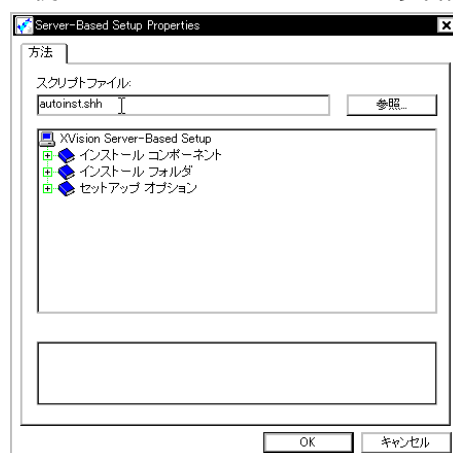 Server-Based Setup Properties
方法
スクリプトファイル:
autoinst.shh
参照...
XVision Server-Based Setup
インストール コンポーネント
インストール フォルダ
セットアップ オプション
OK
キャンセル